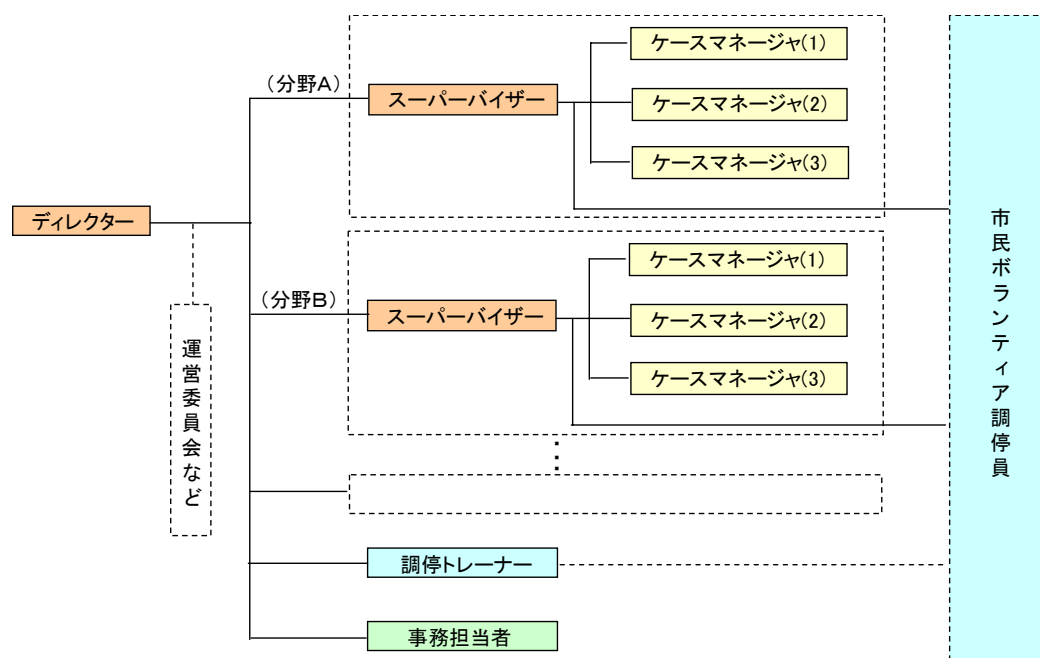 ケースマネージャ(1)
(分野A)
スーパーバイザー
ケースマネージャ(2)
ケースマネージャ(3)
ディレクター
市民ボランティア調停員
ケースマネージャ(1)
(分野B)
スーパーバイザー
ケースマネージャ(2)
運営委員会など
ケースマネージャ(3)
調停トレーナー
事務担当者